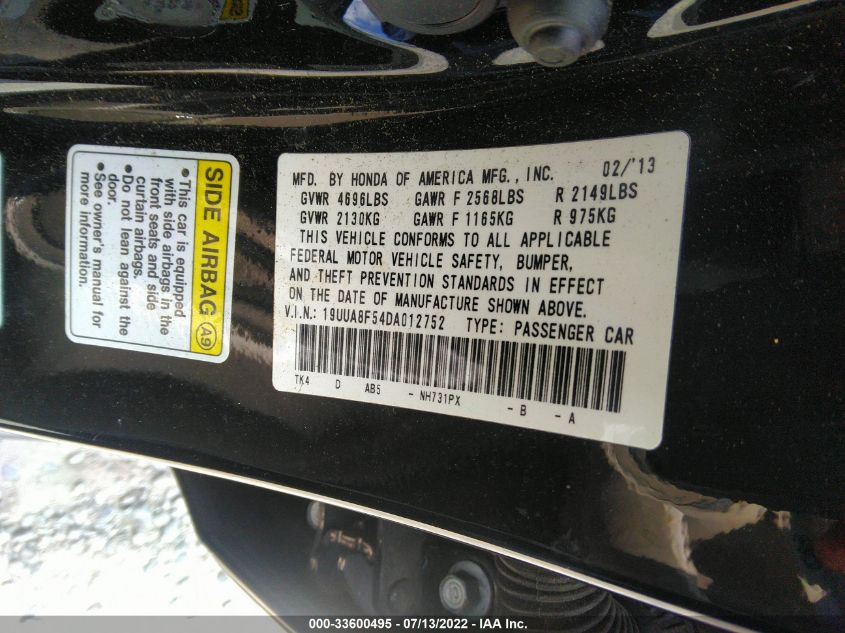 SIDE AIRBAG A9
• This car is equipped
with side airbags in the
front seats and side
curtain airbags.
• Do not lean against the
door.
• See owner's manual for
more information.
MFD. BY HONDA OF AMERICA MFG., INC. 02/'13
GVWR 4696LBS GAWR F 2568LBS R 2149LBS
GVWR 2130KG GAWR F 1165KG R 975KG
THIS VEHICLE CONFORMS TO ALL APPLICABLE
FEDERAL MOTOR VEHICLE SAFETY, BUMPER,
AND THEFT PREVENTION STANDARDS IN EFFECT
ON THE DATE OF MANUFACTURE SHOWN ABOVE.
V.I.N.: 19UUA8F54DA012752 TYPE: PASSENGER CAR
TK4 D AB5 - NH731PX - B - A
000-33600495 - 07/13/2022 - IAA Inc.